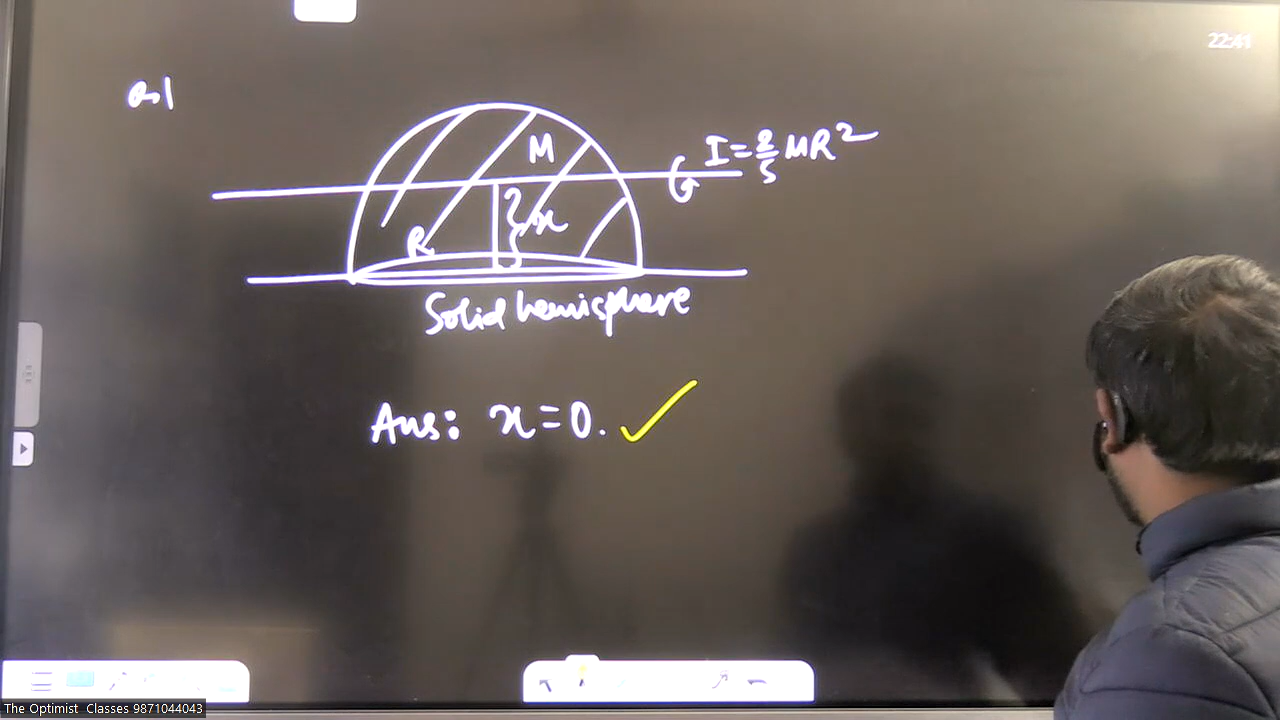 22:41
Q.1
M
I = 2/5 MR²
x
R
Solid hemisphere
Ans: x = 0.
The Optimist Classes 9871044043